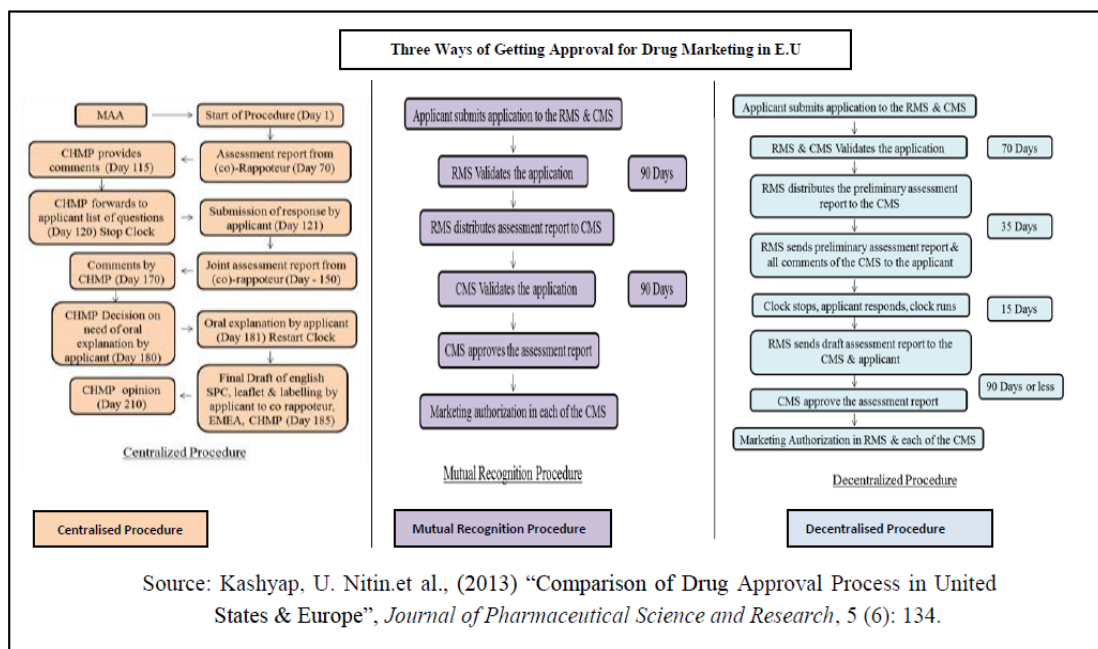 Three Ways of Getting Approval for Drug Marketing in E.U
MAA
Start of Procedure (Day 1)
CHMP provides
comments (Day 115)
Assessment report from
(co)-Rappoteur (Day 70)
CHMP forwards to
applicant list of questions
(Day 120) Stop Clock
Submission of response by
applicant (Day 121)
Comments by
CHMP (Day 170)
Joint assessment report from
(co)-rappoteur (Day - 150)
CHMP Decision on
need of oral
explanation by
applicant (Day 180)
Oral explanation by applicant
(Day 181) Restart Clock
CHMP opinion
(Day 210)
Final Draft of english
SPC, leaflet & labelling by
applicant to co rappoteur,
EMEA, CHMP (Day 185)
Centralized Procedure
Centralised Procedure
Applicant submits application to the RMS & CMS
RMS Validates the application
90 Days
RMS distributes assessment report to CMS
CMS Validates the application
90 Days
CMS approves the assessment report
Marketing authorization in each of the CMS
Mutual Recognition Procedure
Mutual Recognition Procedure
Applicant submits application to the RMS & CMS
RMS & CMS Validates the application
70 Days
RMS distributes the preliminary assessment
report to the CMS
35 Days
RMS sends preliminary assessment report &
all comments of the CMS to the applicant
Clock stops, applicant responds, clock runs
15 Days
RMS sends draft assessment report to the
CMS & applicant
90 Days or less
CMS approve the assessment report
Marketing Authorization in RMS & each of the CMS
Decentralized Procedure
Decentralised Procedure
Source: Kashyap, U. Nitin.et al., (2013) “Comparison of Drug Approval Process in United
States & Europe”, Journal of Pharmaceutical Science and Research, 5 (6): 134.